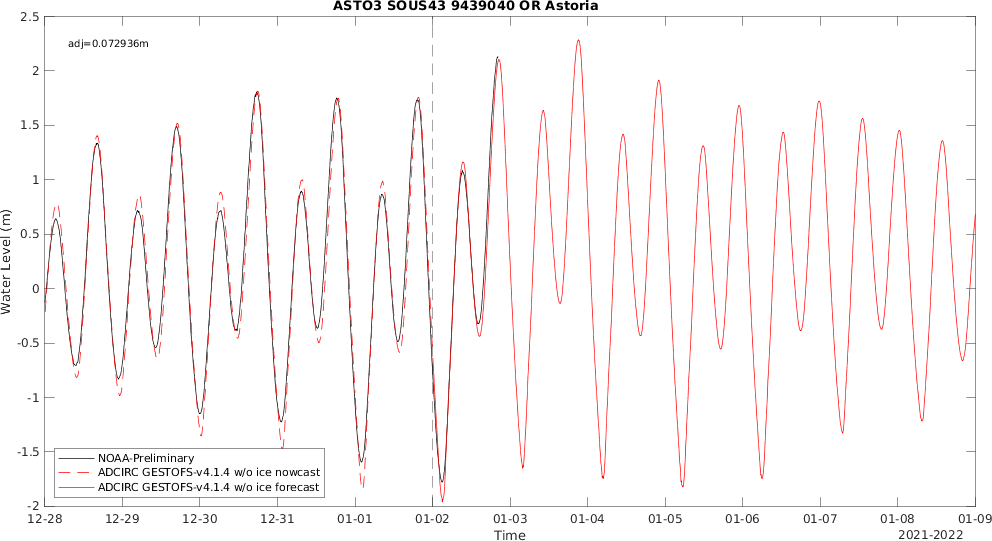 ASTO3 SOUS43 9439040 OR Astoria
adj=0.072936m
Water Level (m)
2.5
2
1.5
1
0.5
0
-0.5
-1
-1.5
-2
NOAA-Preliminary
ADCIRC GESTOFS-v4.1.4 w/o ice nowcast
ADCIRC GESTOFS-v4.1.4 w/o ice forecast
12-28 12-29 12-30 12-31 01-01 01-02 01-03 01-04 01-05 01-06 01-07 01-08 01-09
Time
2021-2022